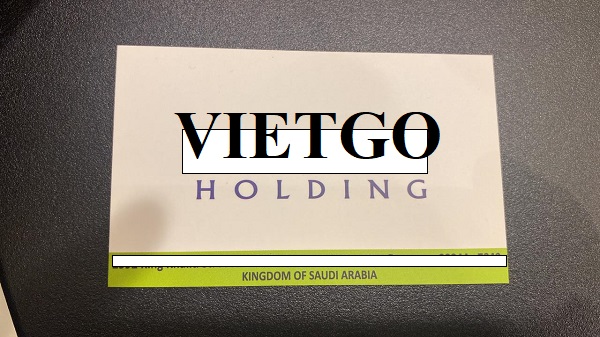 VIETGO
HOLDING
KINGDOM OF SAUDI ARABIA